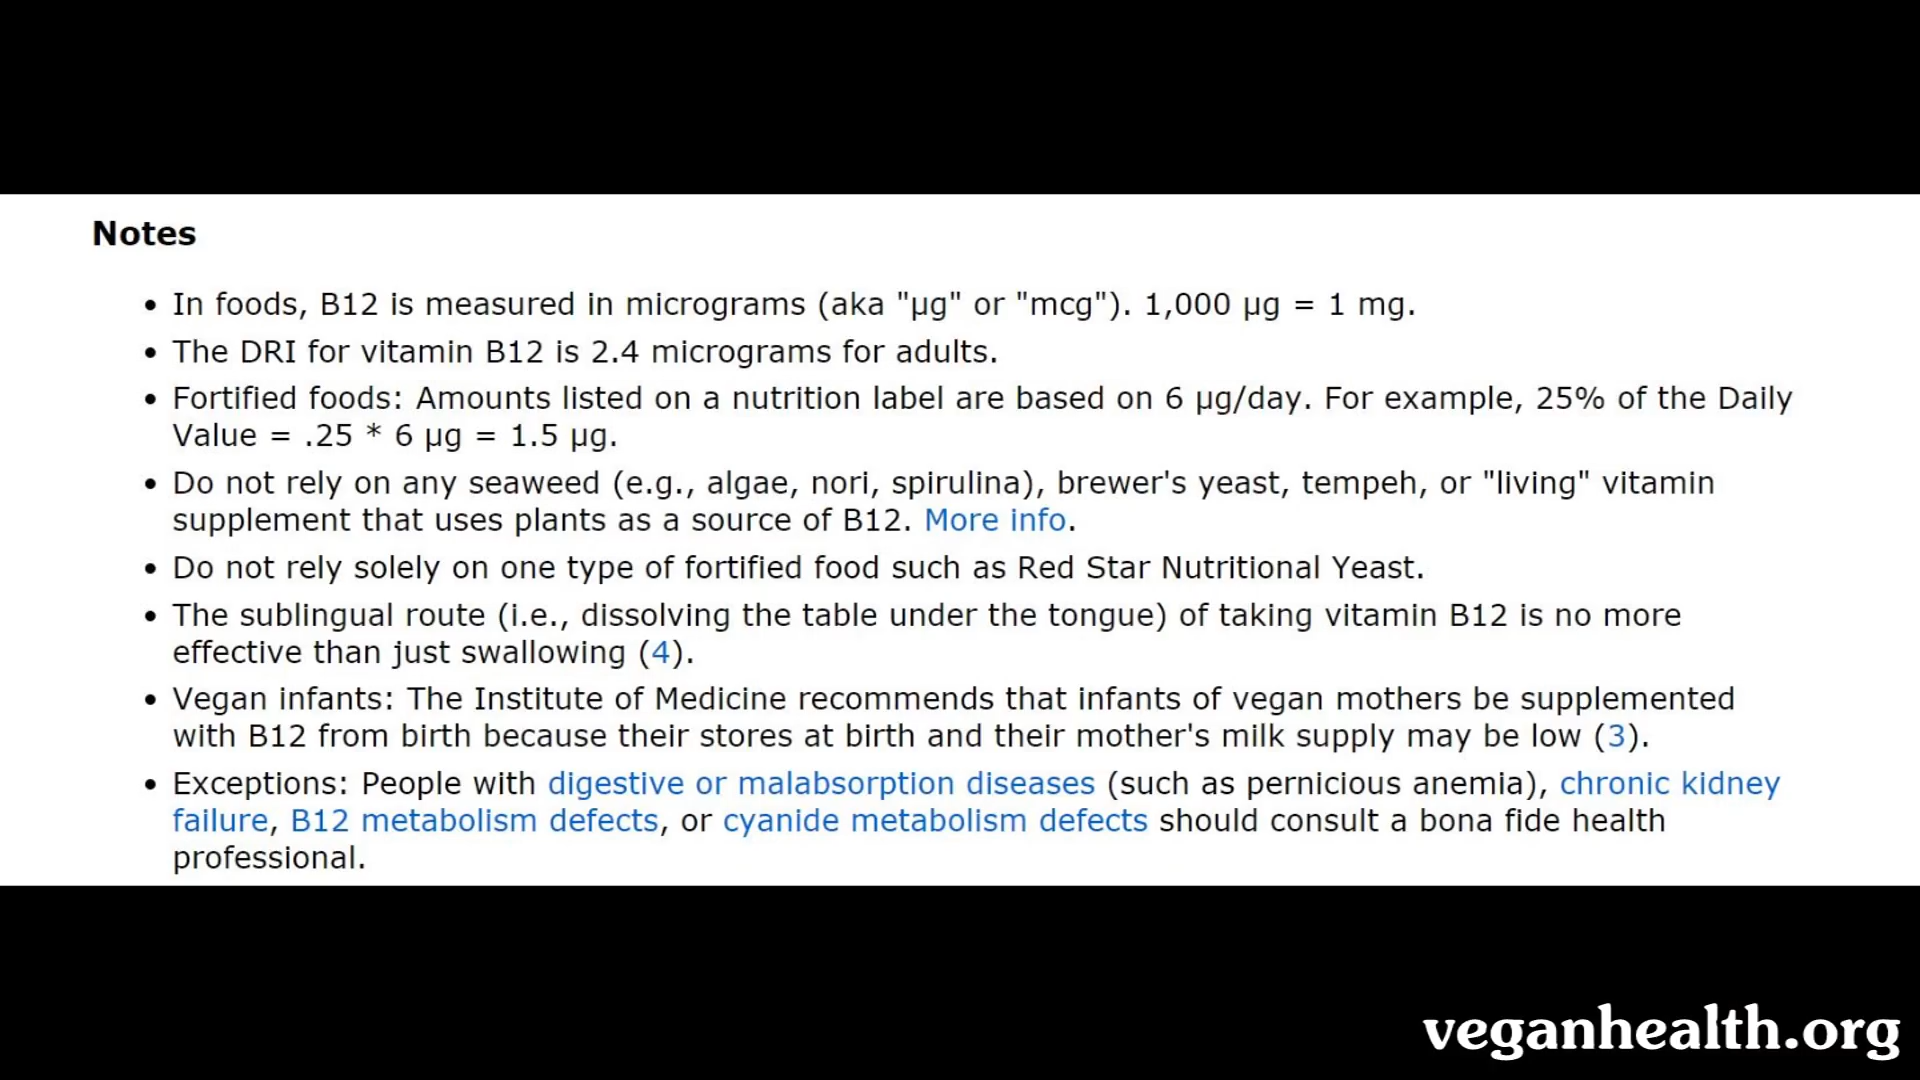 Notes
• In foods, B12 is measured in micrograms (aka "µg" or "mcg"). 1,000 µg = 1 mg.
• The DRI for vitamin B12 is 2.4 micrograms for adults.
• Fortified foods: Amounts listed on a nutrition label are based on 6 µg/day. For example, 25% of the Daily
Value = .25 * 6 µg = 1.5 µg.
• Do not rely on any seaweed (e.g., algae, nori, spirulina), brewer's yeast, tempeh, or "living" vitamin
supplement that uses plants as a source of B12. More info.
• Do not rely solely on one type of fortified food such as Red Star Nutritional Yeast.
• The sublingual route (i.e., dissolving the table under the tongue) of taking vitamin B12 is no more
effective than just swallowing (4).
• Vegan infants: The Institute of Medicine recommends that infants of vegan mothers be supplemented
with B12 from birth because their stores at birth and their mother's milk supply may be low (3).
• Exceptions: People with digestive or malabsorption diseases (such as pernicious anemia), chronic kidney
failure, B12 metabolism defects, or cyanide metabolism defects should consult a bona fide health
professional.
veganhealth.org